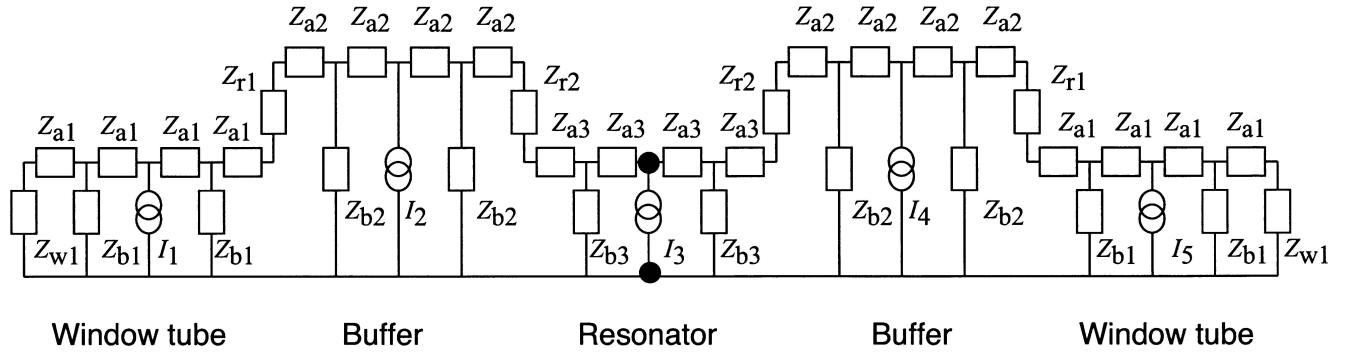 Za2 Za2 Za2 Za2 Za2 Za2 Za2 Za2
Zr1 Zr2 Zr2 Zr1
Za1 Za1 Za1 Za1 Za3 Za3 Za3 Za3 Za1 Za1 Za1 Za1
Zb2 I2 Zb2 Zb2 I4 Zb2
Zw1 Zb1 I1 Zb1 Zb3 I3 Zb3 Zb1 I5 Zb1 Zw1
Window tube Buffer Resonator Buffer Window tube